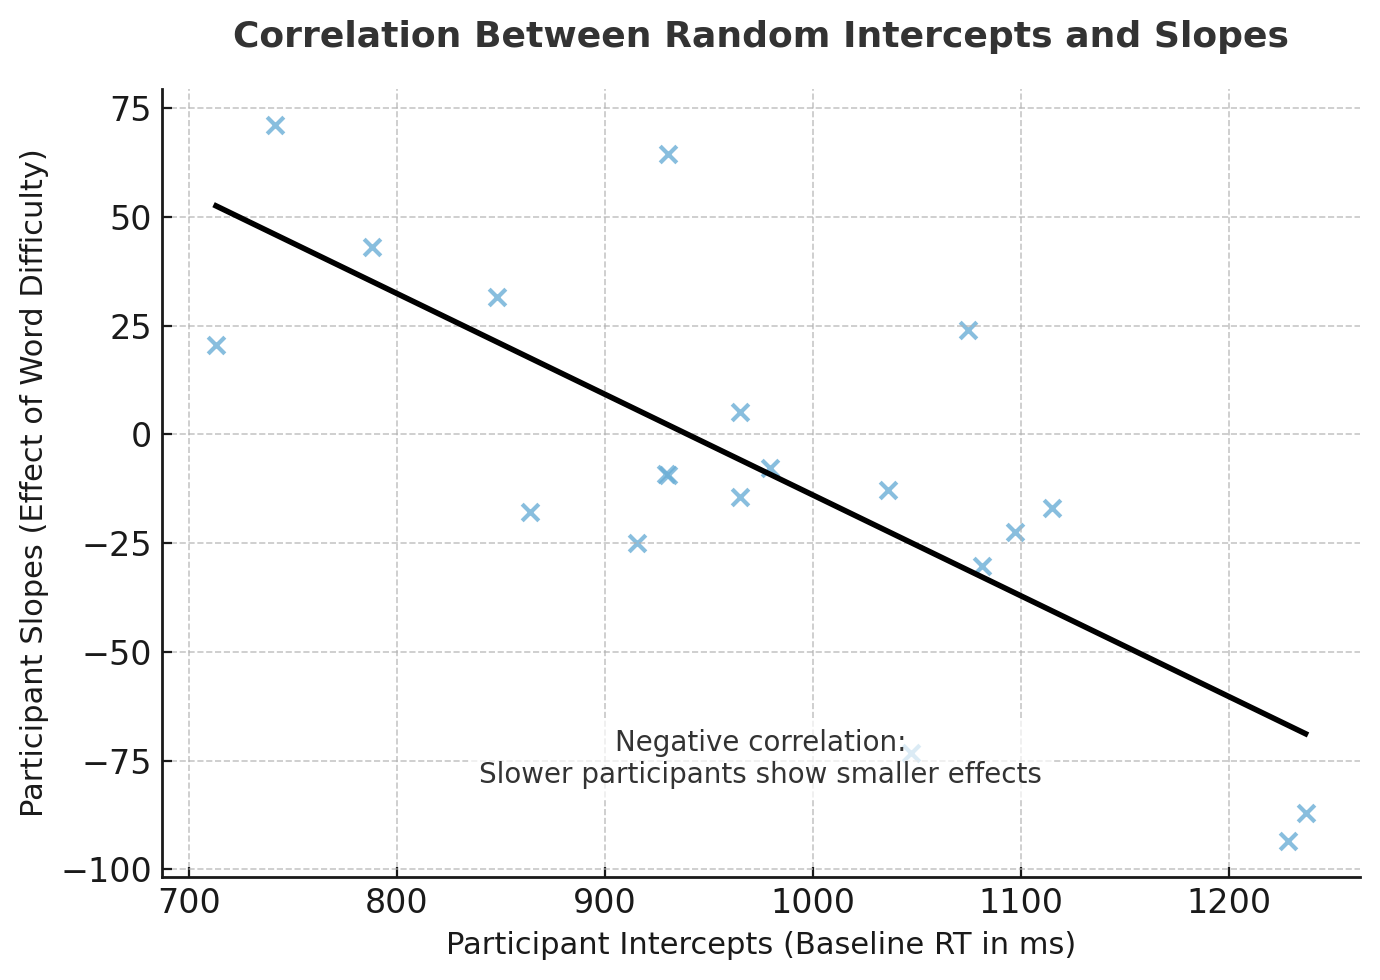 Correlation Between Random Intercepts and Slopes
75
50
25
0
−25
−50
−75
−100
Participant Slopes (Effect of Word Difficulty)
Negative correlation:
Slower participants show smaller effects
700 800 900 1000 1100 1200
Participant Intercepts (Baseline RT in ms)